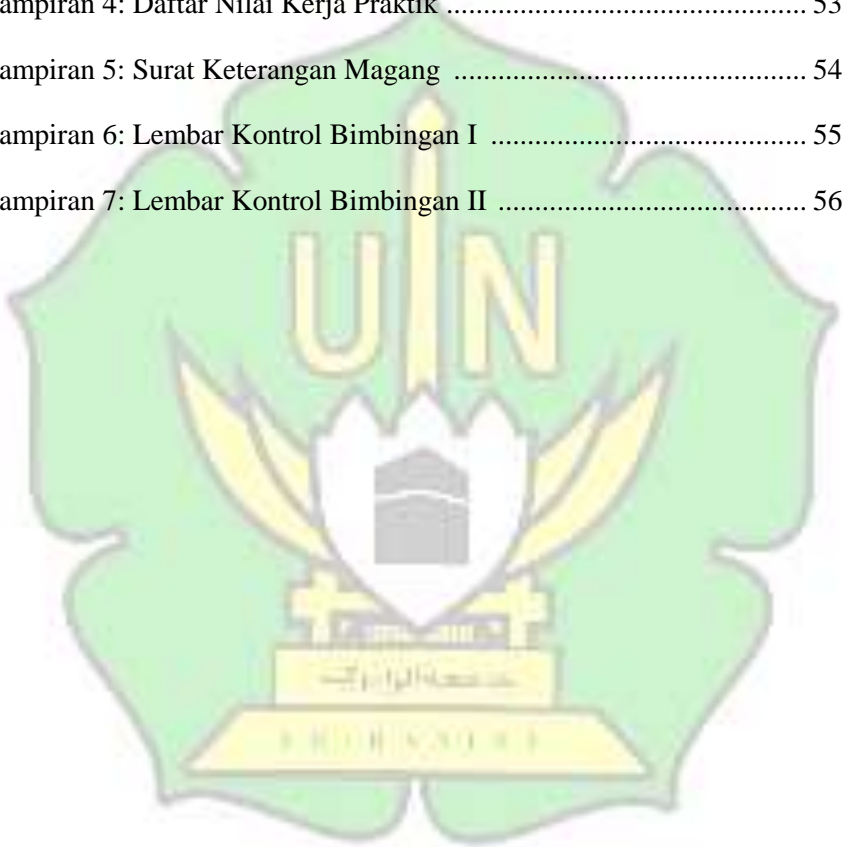 ampiran 4: Daftar Nilai Kerja Praktik ............................................... 53
ampiran 5: Surat Keterangan Magang ............................................... 54
ampiran 6: Lembar Kontrol Bimbingan I .......................................... 55
ampiran 7: Lembar Kontrol Bimbingan II ......................................... 56
UIN